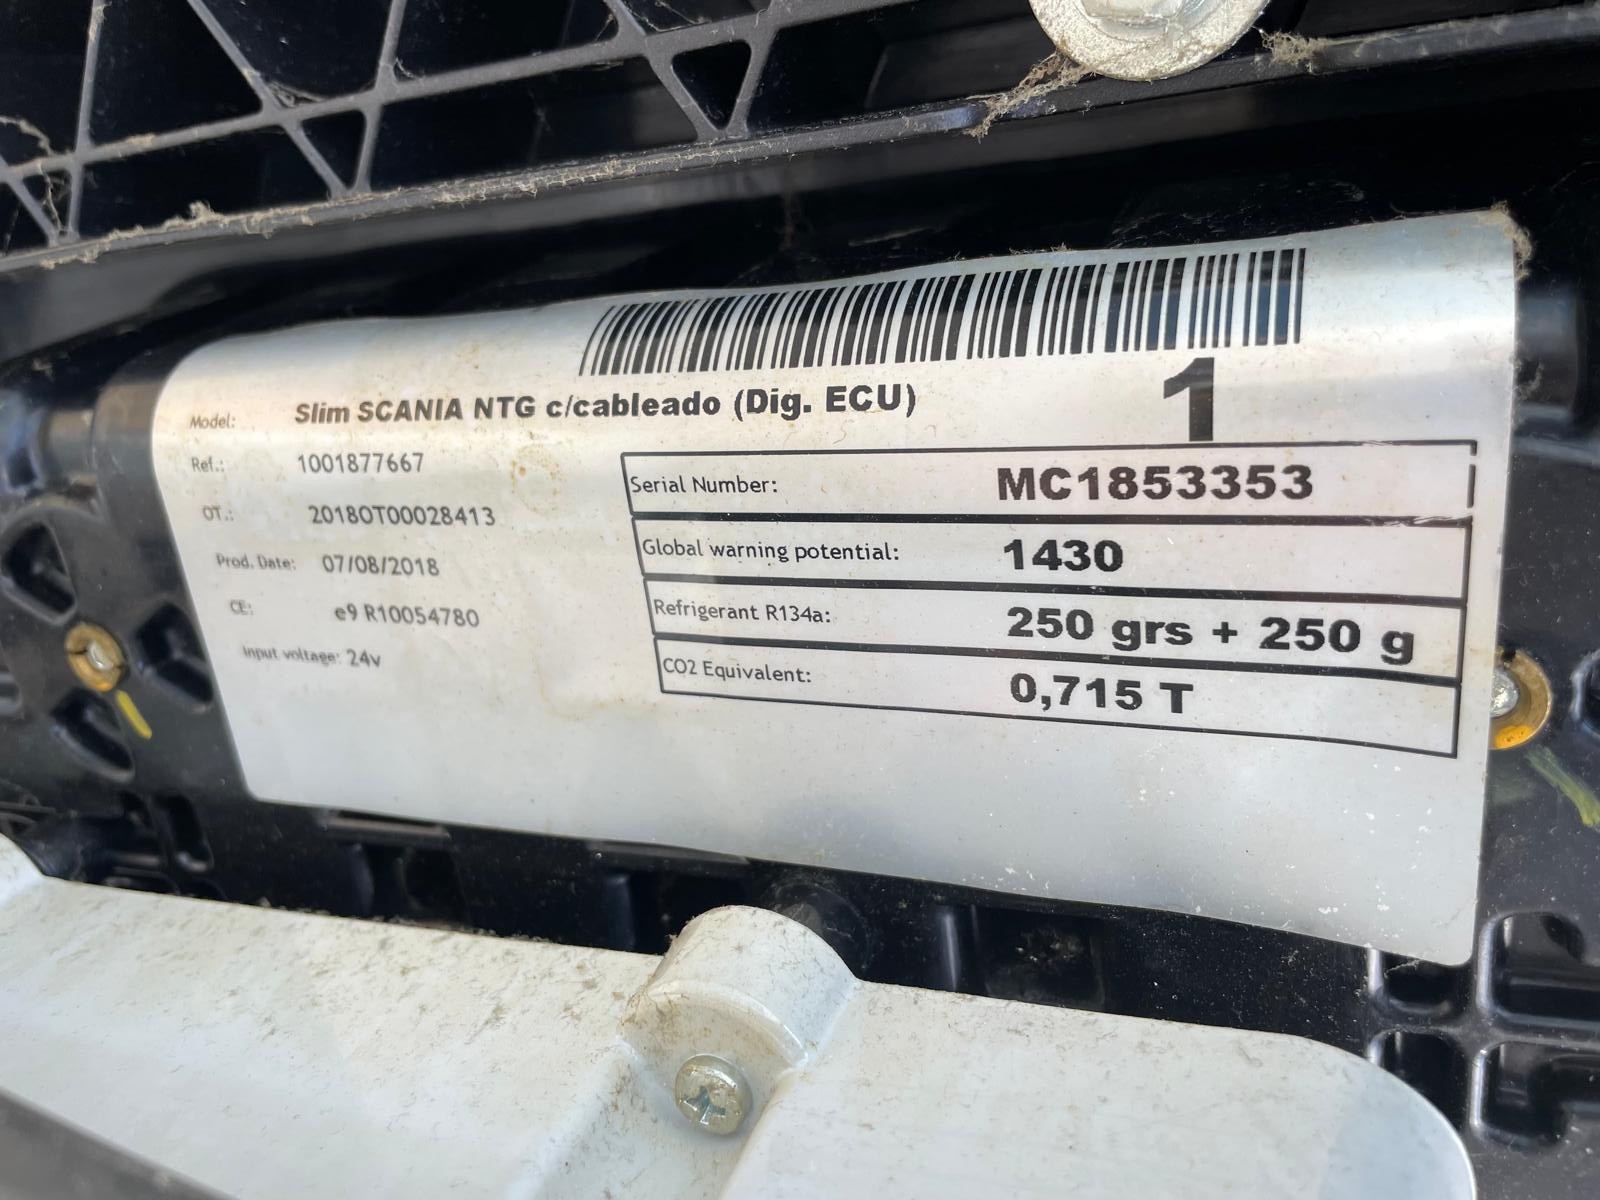 1
Model: Slim SCANIA NTG c/cableado (Dig. ECU)
Ref.: 1001877667
OT.: 2018OT00028413
Prod. Date: 07/08/2018
CE: e9 R10054780
Input voltage: 24v
Serial Number: MC1853353
Global warning potential: 1430
Refrigerant R134a: 250 grs + 250 g
CO2 Equivalent: 0,715 T